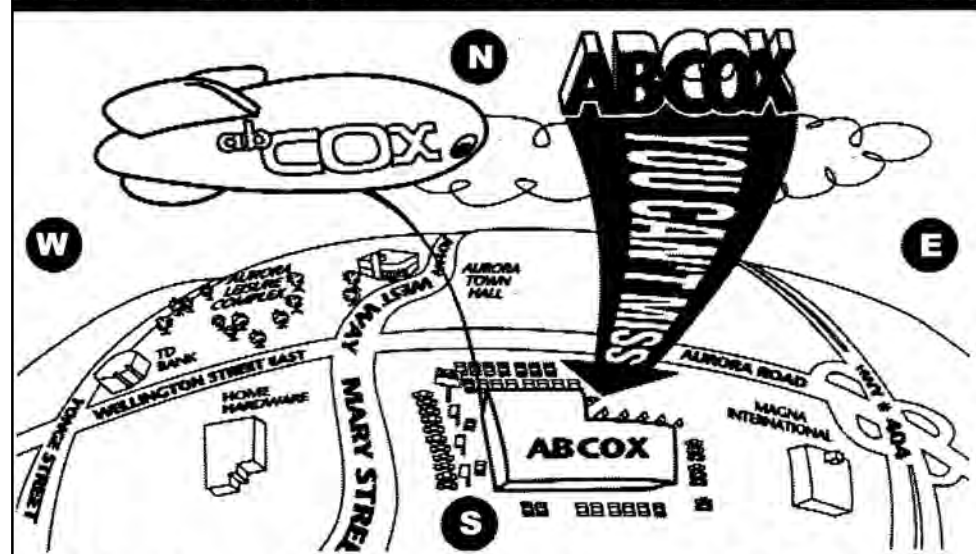 N
ABCOX
YOU CAN'T MISS
ab COX
W
E
AURORA
LEISURE
COMPLEX
WEST WAY
AURORA
TOWN
HALL
TD
BANK
WELLINGTON STREET EAST
AURORA ROAD
HWY # 404
HOME
HARDWARE
MAGNA
INTERNATIONAL
YONGE STREET
MARY STREE
ABCOX
S